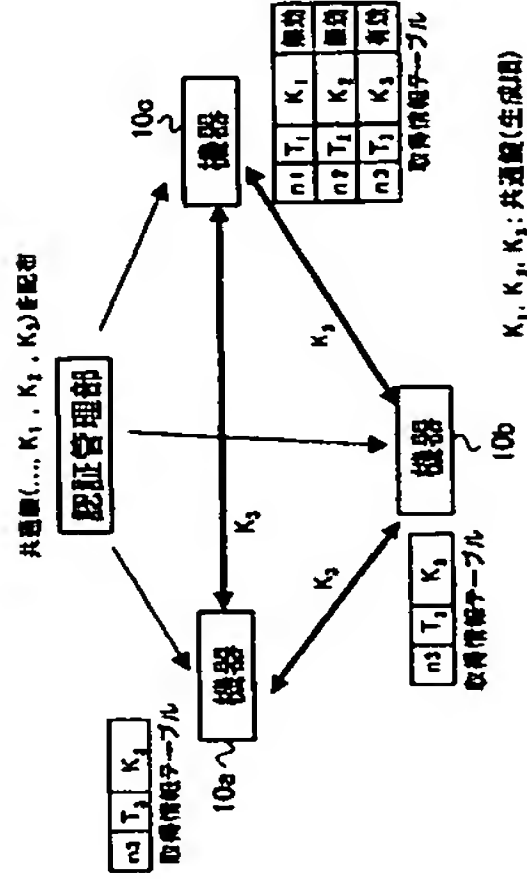 共通鍵(..., K₁, K₂, K₃)を配布
認証管理部
n3 T₃ K₃
取得情報テーブル
10a
機器
K₃
10c
機器
n1 T₁ K₁ 無効
n2 T₂ K₂ 無効
n3 T₃ K₃ 有効
取得情報テーブル
K₃
K₃
n3 T₃ K₃
取得情報テーブル
機器
10b
K₁, K₂, K₃: 共通鍵(生成順)